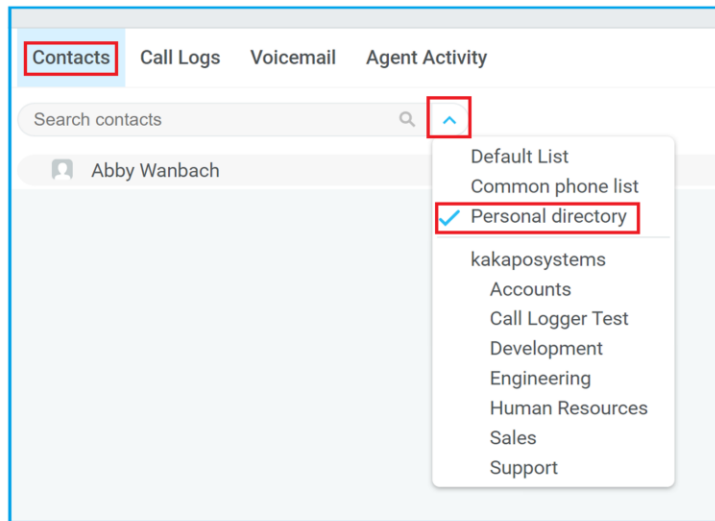 Contacts Call Logs Voicemail Agent Activity
Search contacts
Abby Wanbach
Default List
Common phone list
Personal directory
kakaposystems
Accounts
Call Logger Test
Development
Engineering
Human Resources
Sales
Support